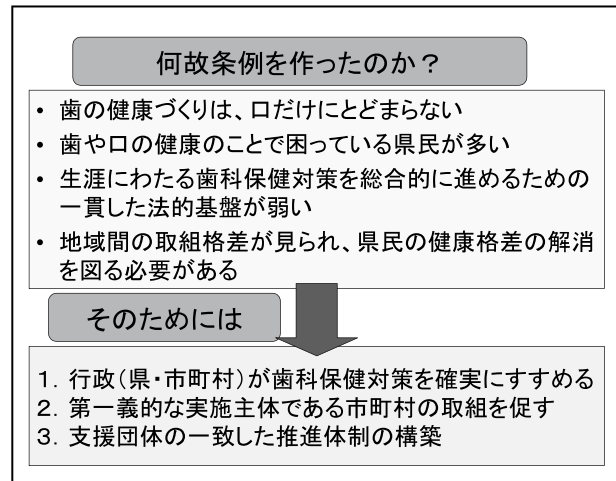 何故条例を作ったのか？
• 歯の健康づくりは、口だけにとどまらない
• 歯や口の健康のことで困っている県民が多い
• 生涯にわたる歯科保健対策を総合的に進めるための
一貫した法的基盤が弱い
• 地域間の取組格差が見られ、県民の健康格差の解消
を図る必要がある
そのためには
１．行政（県・市町村）が歯科保健対策を確実にすすめる
２．第一義的な実施主体である市町村の取組を促す
３．支援団体の一致した推進体制の構築